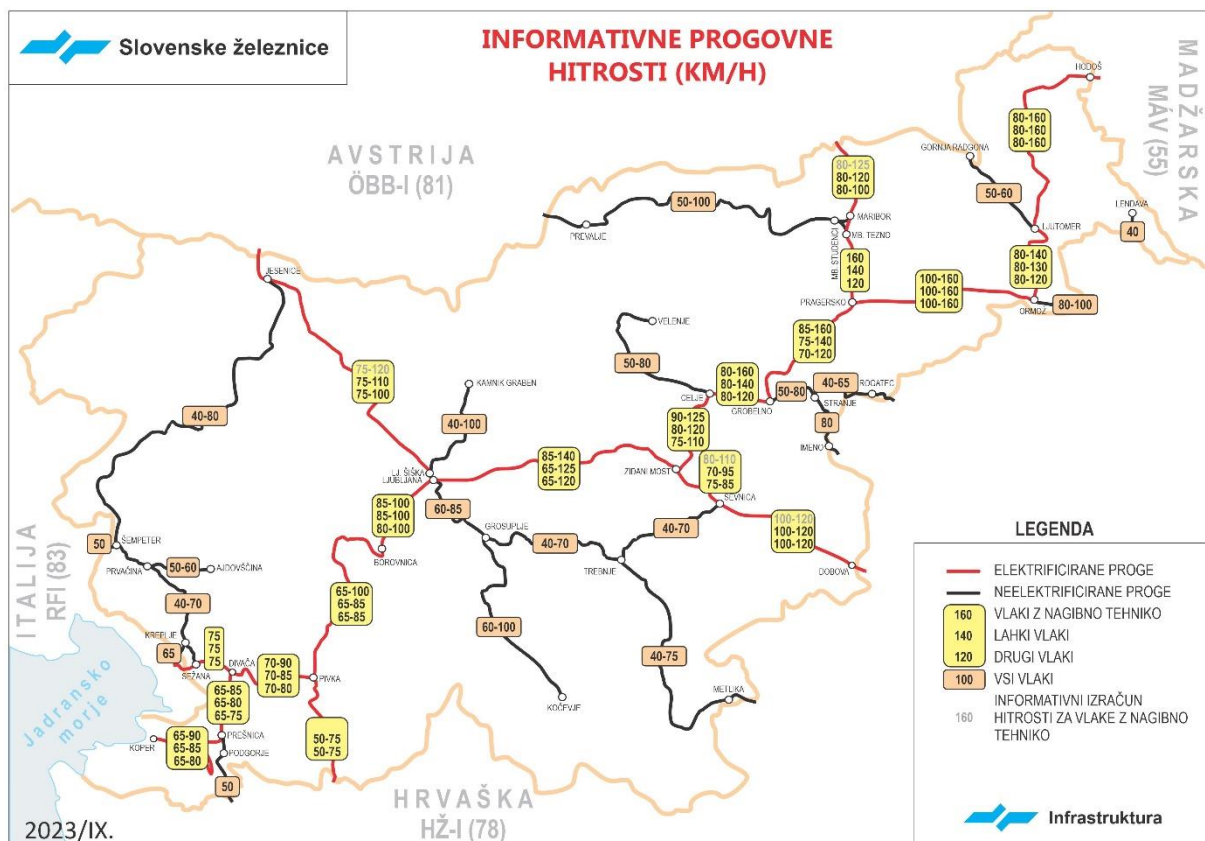 Slovenske železnice
INFORMATIVNE PROGOVNE
HITROSTI (KM/H)
MADŽARSKA
MÁV (55)
AVSTRIJA
ÖBB-I (81)
HODOŠ
80-160
80-160
80-160
GORNJA RADGONA
50-60
LENDAVA
40
LJUTOMER
80-125
80-120
80-100
50-100
PREVALJE
MARIBOR
MB. TEZNO
MB. STUDENCI
160
140
120
80-140
80-130
80-120
100-160
100-160
100-160
PRAGERSKO
ORMOŽ
80-100
JESENICE
VELENJE
85-160
75-140
70-120
50-80
75-120
75-110
75-100
KAMNIK GRABEN
80-160
80-140
80-120
CELJE
GROBELNO
50-80
40-65
ROGATEC
STRANJE
40-80
40-100
90-125
80-120
75-110
80
IMENO
LJ. ŠIŠKA
LJUBLJANA
85-140
65-125
65-120
ZIDANI MOST
80-110
70-95
75-85
SEVNICA
60-85
85-100
85-100
80-100
BOROVNICA
GROSUPLJE
40-70
40-70
TREBNJE
100-120
100-120
100-120
DOBOVA
ITALIJA
RFI (83)
50
ŠEMPETER
PRVAČINA
50-60
AJDOVŠČINA
40-70
65-100
65-85
65-85
60-100
40-75
KREPLJE
65
75
75
75
SEŽANA
DIVAČA
70-90
70-85
70-80
PIVKA
KOČEVJE
METLIKA
65-85
65-80
65-75
Jadransko
morje
KOPER
65-90
65-85
65-80
PREŠNICA
PODGORJE
50
50-75
50-75
HRVAŠKA
HŽ-I (78)
2023/IX.
LEGENDA
ELEKTRIFICIRANE PROGE
NEELEKTRIFICIRANE PROGE
160 VLAKI Z NAGIBNO TEHNIKO
140 LAHKI VLAKI
120 DRUGI VLAKI
100 VSI VLAKI
INFORMATIVNI IZRAČUN
160 HITROSTI ZA VLAKE Z NAGIBNO
TEHNIKO
Infrastruktura